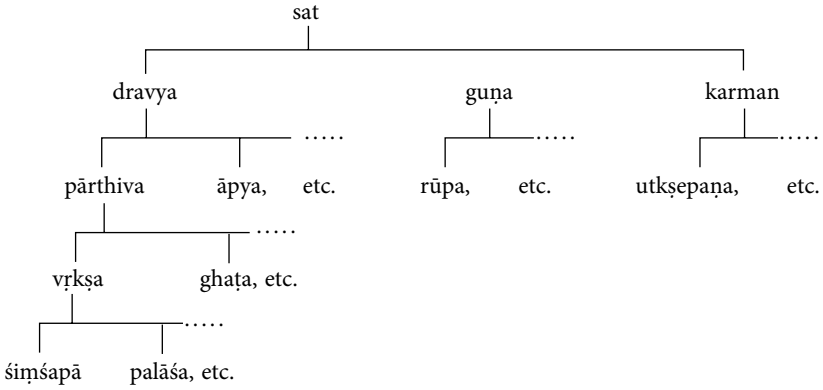 sat
dravya guṇa karman
.....  .....  .....
pārthiva āpya, etc. rūpa, etc. utkṣepaṇa, etc.
.....
vṛkṣa ghaṭa, etc.
.....
śiṃśapā palāśa, etc.